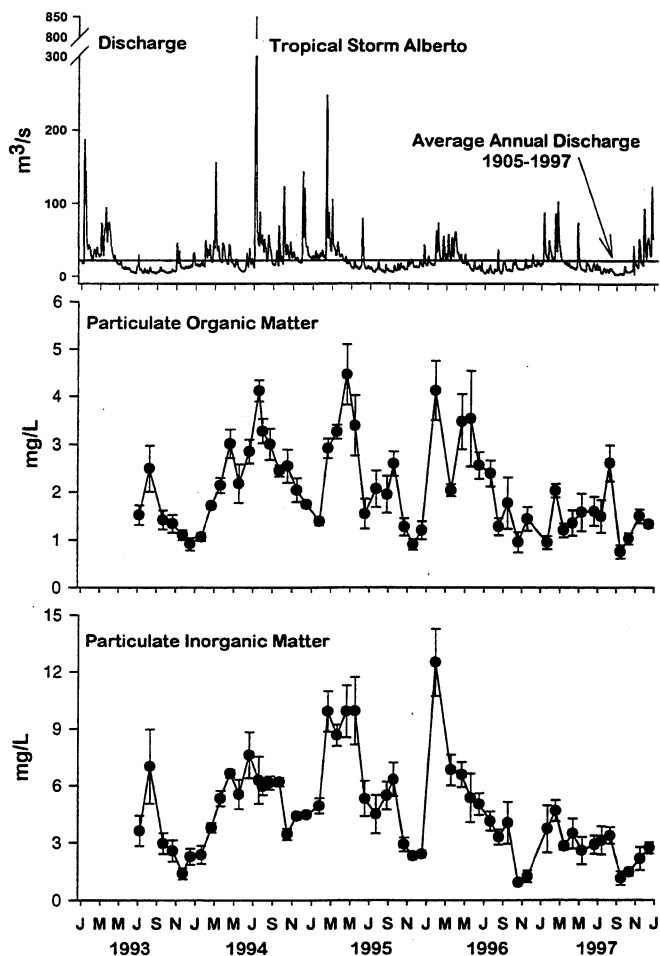 850
800
Discharge
Tropical Storm Alberto
300
200
Average Annual Discharge
1905-1997
100
0
m³/s
6
Particulate Organic Matter
5
4
3
2
1
0
mg/L
15
Particulate Inorganic Matter
12
9
6
3
0
mg/L
J M M J S N J M M J S N J M M J S N J M M J S N J M M J S N J
1993 1994 1995 1996 1997